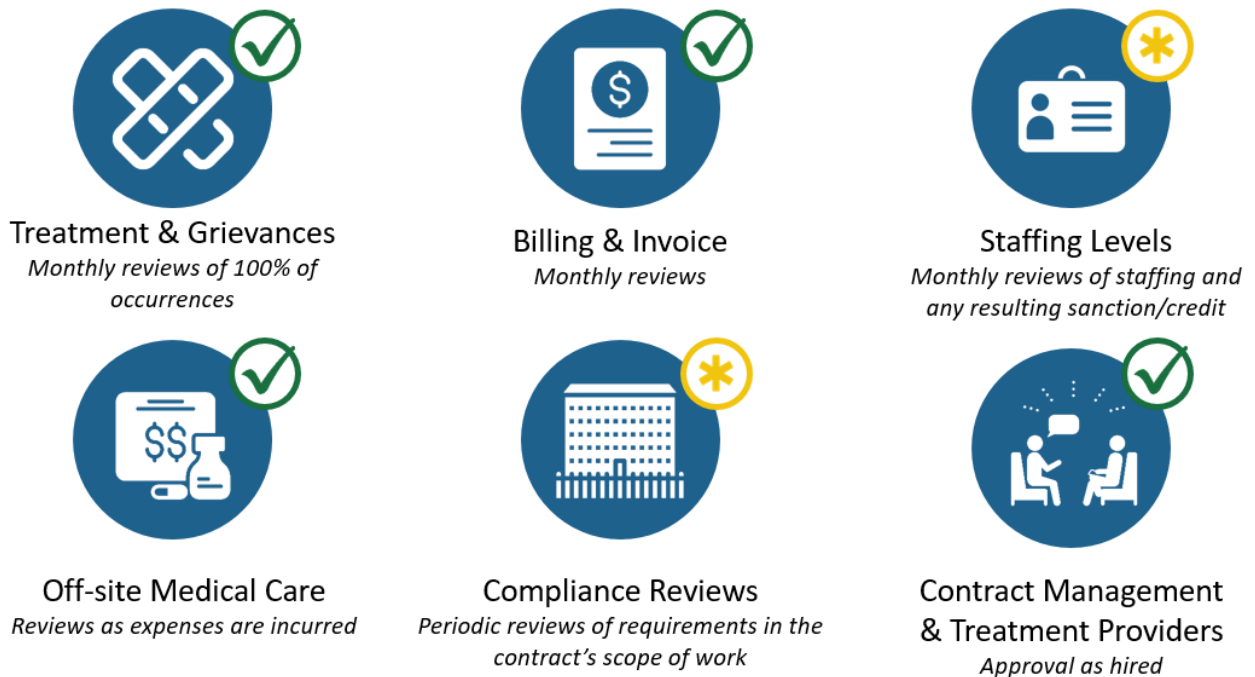 $
Treatment & Grievances
Monthly reviews of 100% of
occurrences
Billing & Invoice
Monthly reviews
Staffing Levels
Monthly reviews of staffing and
any resulting sanction/credit
$$
Off-site Medical Care
Reviews as expenses are incurred
Compliance Reviews
Periodic reviews of requirements in the
contract’s scope of work
Contract Management
& Treatment Providers
Approval as hired